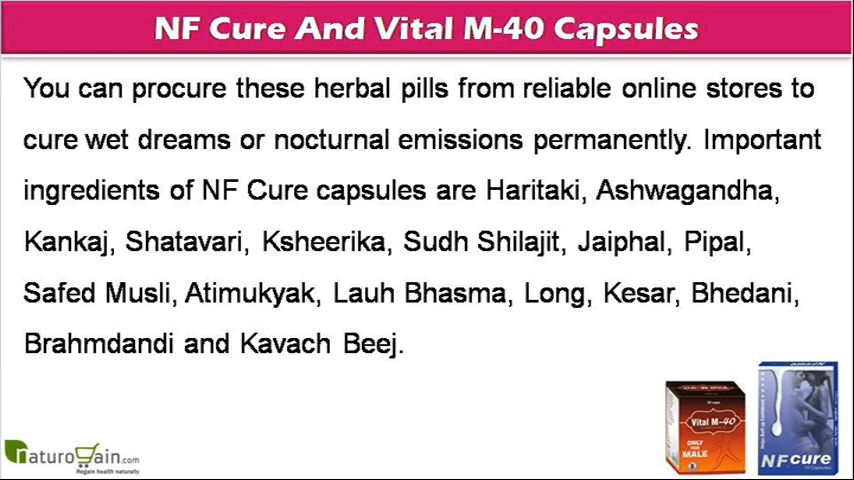 NF Cure And Vital M-40 Capsules
You can procure these herbal pills from reliable online stores to
cure wet dreams or nocturnal emissions permanently. Important
ingredients of NF Cure capsules are Haritaki, Ashwagandha,
Kankaj, Shatavari, Ksheerika, Sudh Shilajit, Jaiphal, Pipal,
Safed Musli, Atimukyak, Lauh Bhasma, Long, Kesar, Bhedani,
Brahmdandi and Kavach Beej.
Vital M-40
ONLY
FOR
MALE
NF cure
naturogain.com
Regain health naturally